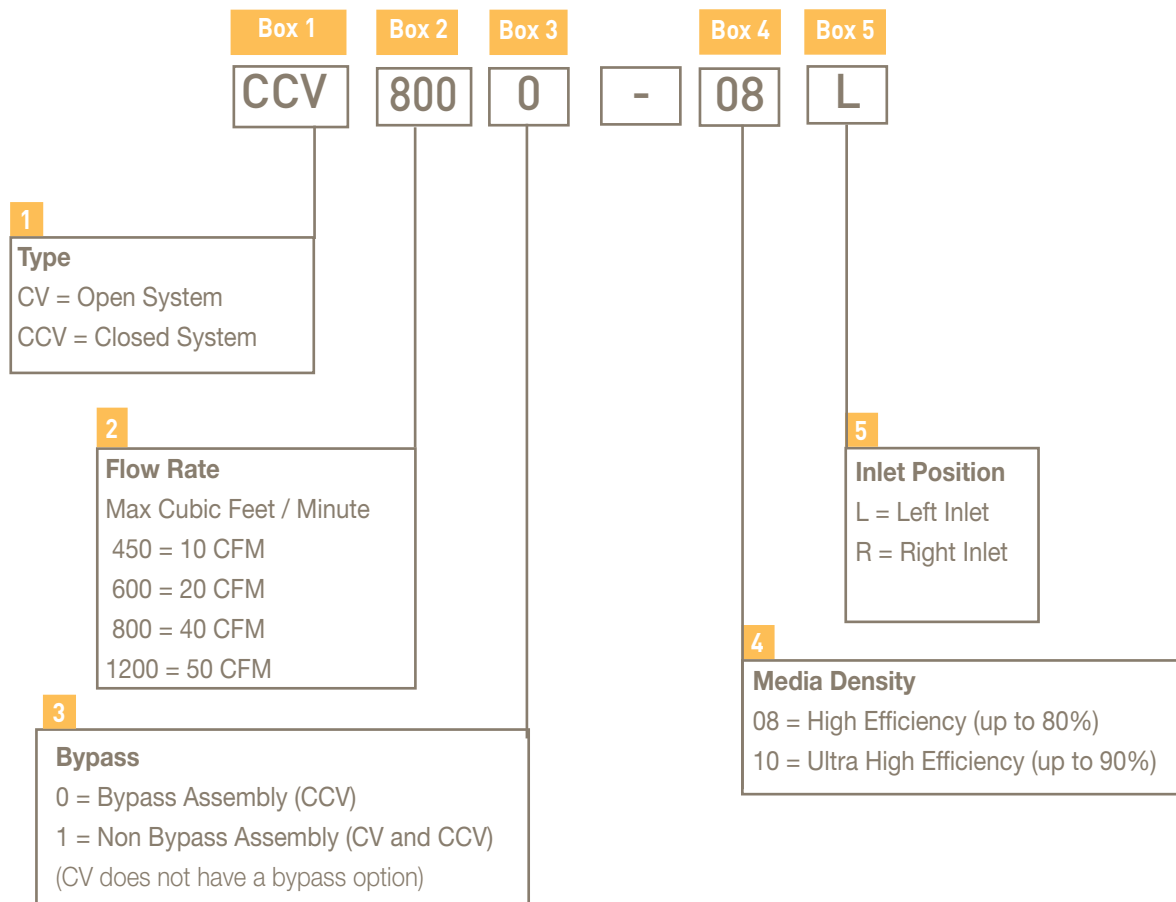 Box 1 Box 2 Box 3 Box 4 Box 5
CCV 800 0 - 08 L
1
Type
CV = Open System
CCV = Closed System
2
Flow Rate
Max Cubic Feet / Minute
450 = 10 CFM
600 = 20 CFM
800 = 40 CFM
1200 = 50 CFM
5
Inlet Position
L = Left Inlet
R = Right Inlet
4
Media Density
08 = High Efficiency (up to 80%)
10 = Ultra High Efficiency (up to 90%)
3
Bypass
0 = Bypass Assembly (CCV)
1 = Non Bypass Assembly (CV and CCV)
(CV does not have a bypass option)